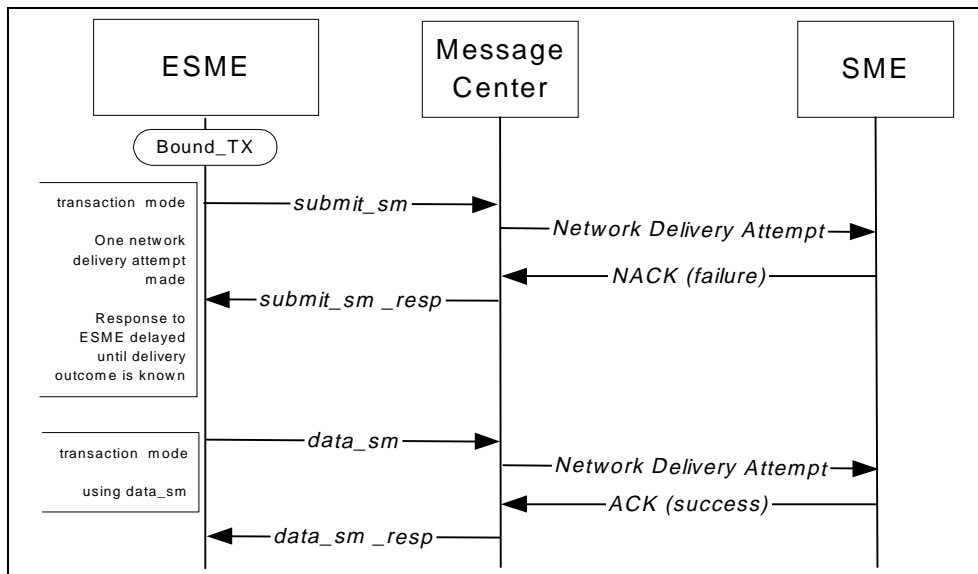 ESME
Message
Center
SME
Bound_TX
transaction mode
One network
delivery attempt
made
Response to
ESME delayed
until delivery
outcome is known
submit_sm
Network Delivery Attempt
NACK (failure)
submit_sm _resp
transaction mode
using data_sm
data_sm
Network Delivery Attempt
ACK (success)
data_sm _resp